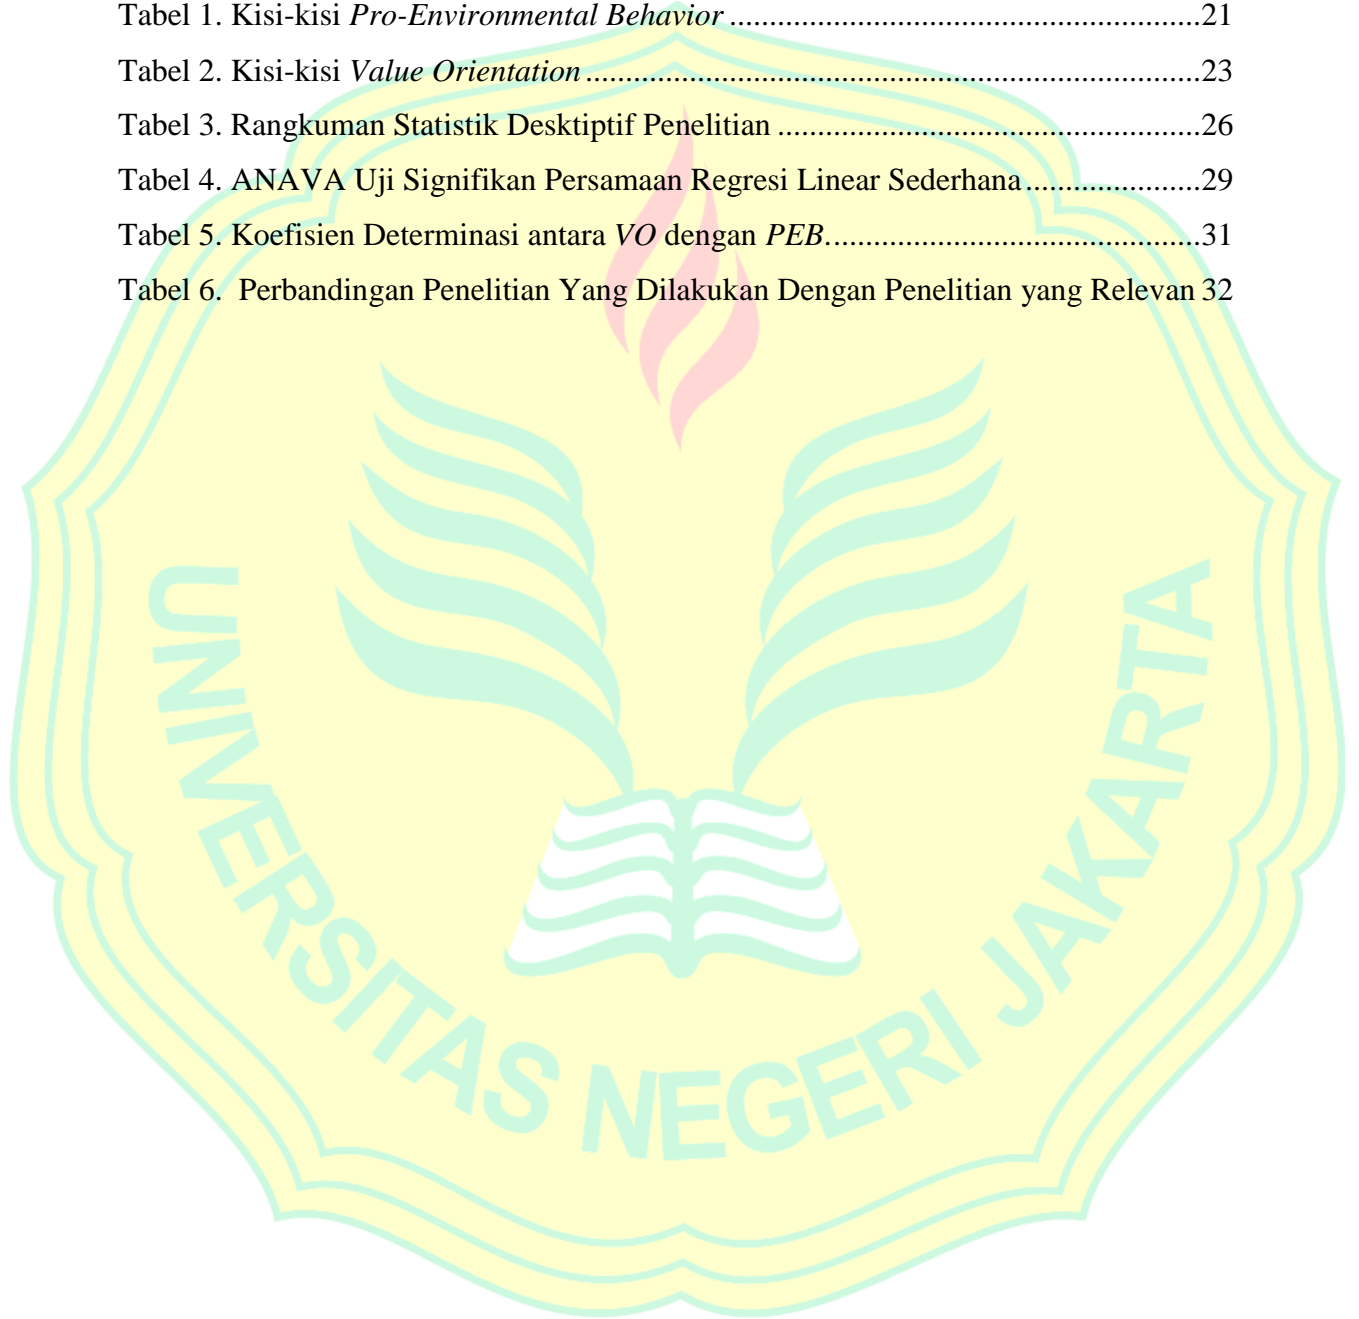 Tabel 1. Kisi-kisi Pro-Environmental Behavior...........................................................21
Tabel 2. Kisi-kisi Value Orientation.............................................................................23
Tabel 3. Rangkuman Statistik Desktiptif Penelitian.....................................................26
Tabel 4. ANAVA Uji Signifikan Persamaan Regresi Linear Sederhana......................29
Tabel 5. Koefisien Determinasi antara VO dengan PEB..............................................31
Tabel 6.  Perbandingan Penelitian Yang Dilakukan Dengan Penelitian yang Relevan 32
UNIVERSITAS NEGERI JAKARTA